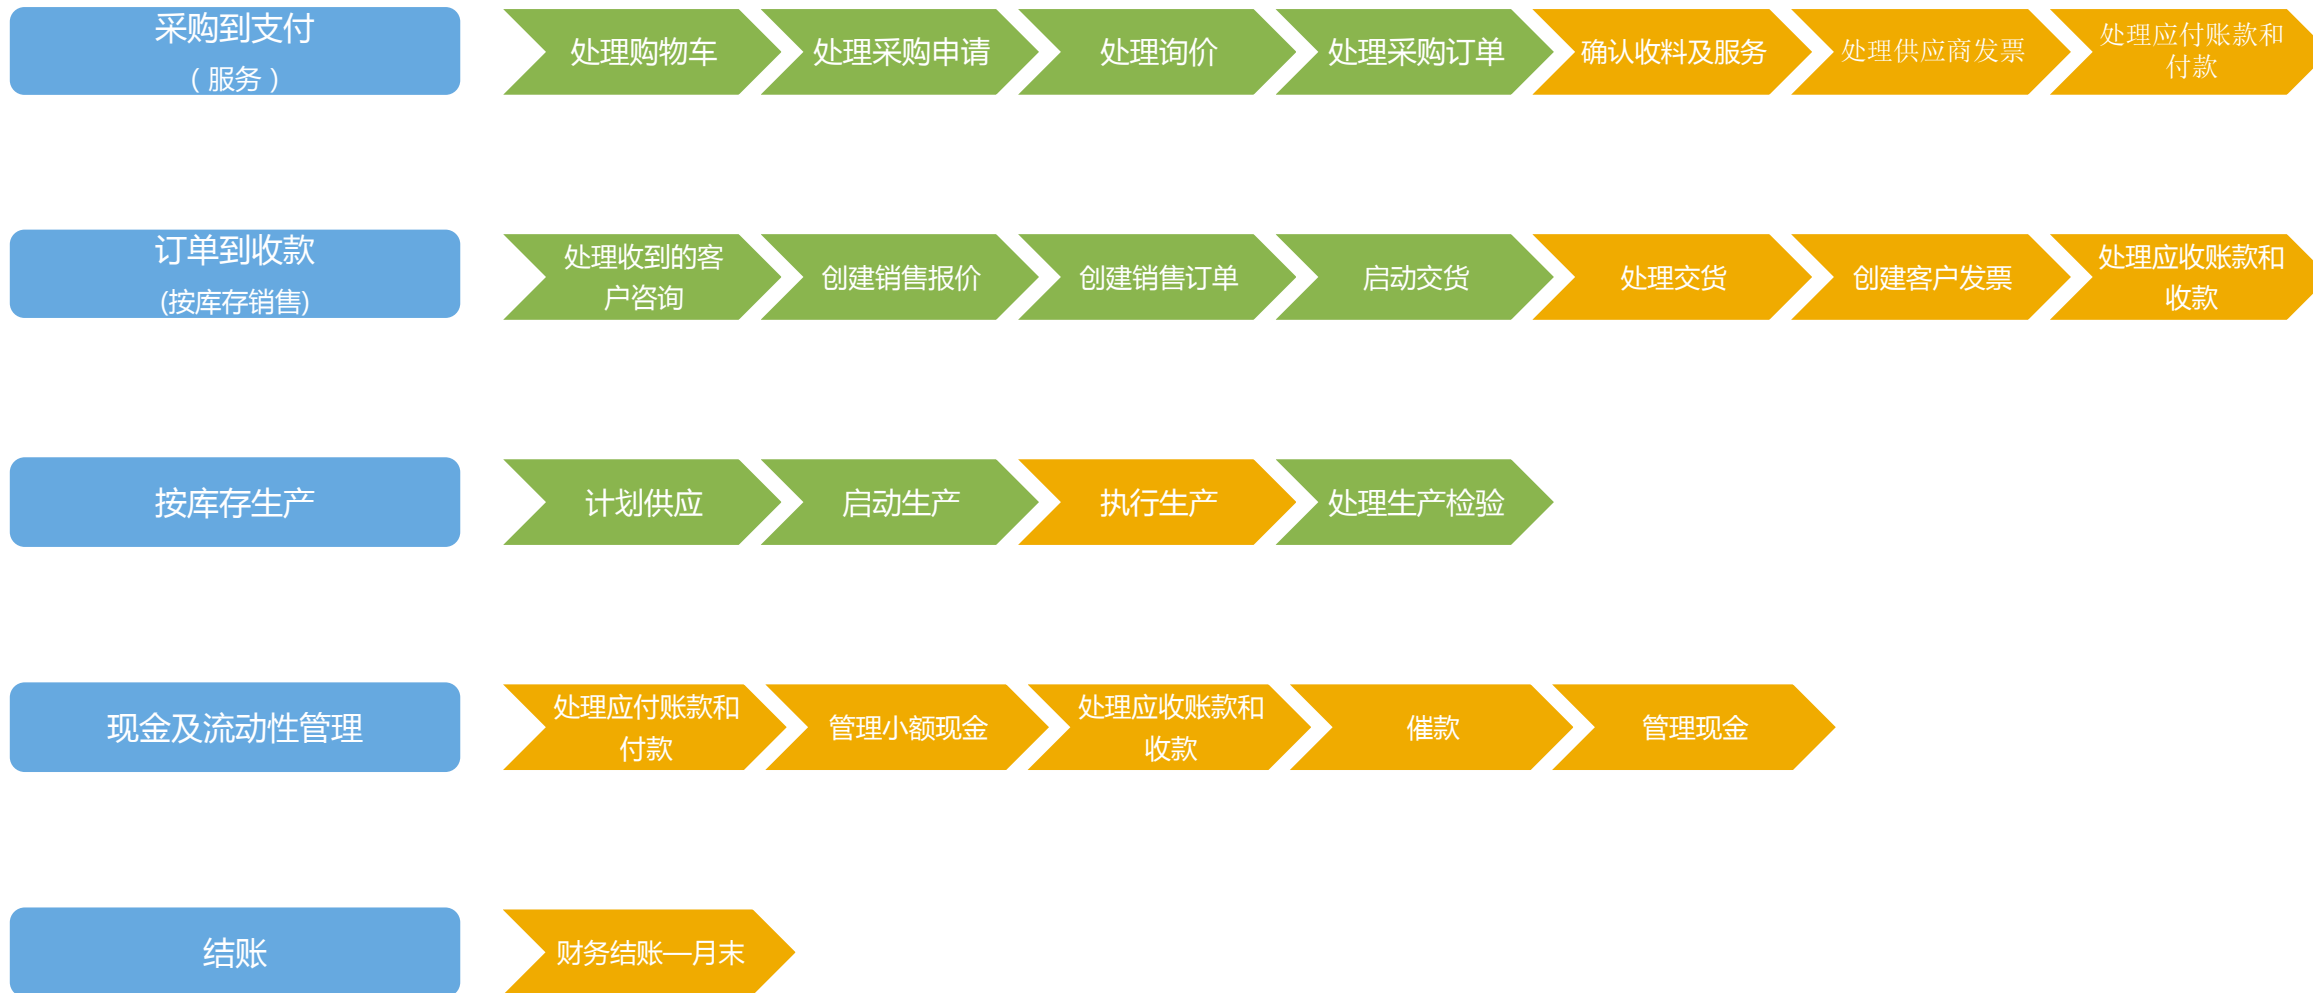 采购到支付
（服务）
处理购物车
处理采购申请
处理询价
处理采购订单
确认收料及服务
处理供应商发票
处理应付账款和
付款
订单到收款
(按库存销售)
处理收到的客
户咨询
创建销售报价
创建销售订单
启动交货
处理交货
创建客户发票
处理应收账款和
收款
按库存生产
计划供应
启动生产
执行生产
处理生产检验
现金及流动性管理
处理应付账款和
付款
管理小额现金
处理应收账款和
收款
催款
管理现金
结账
财务结账—月末